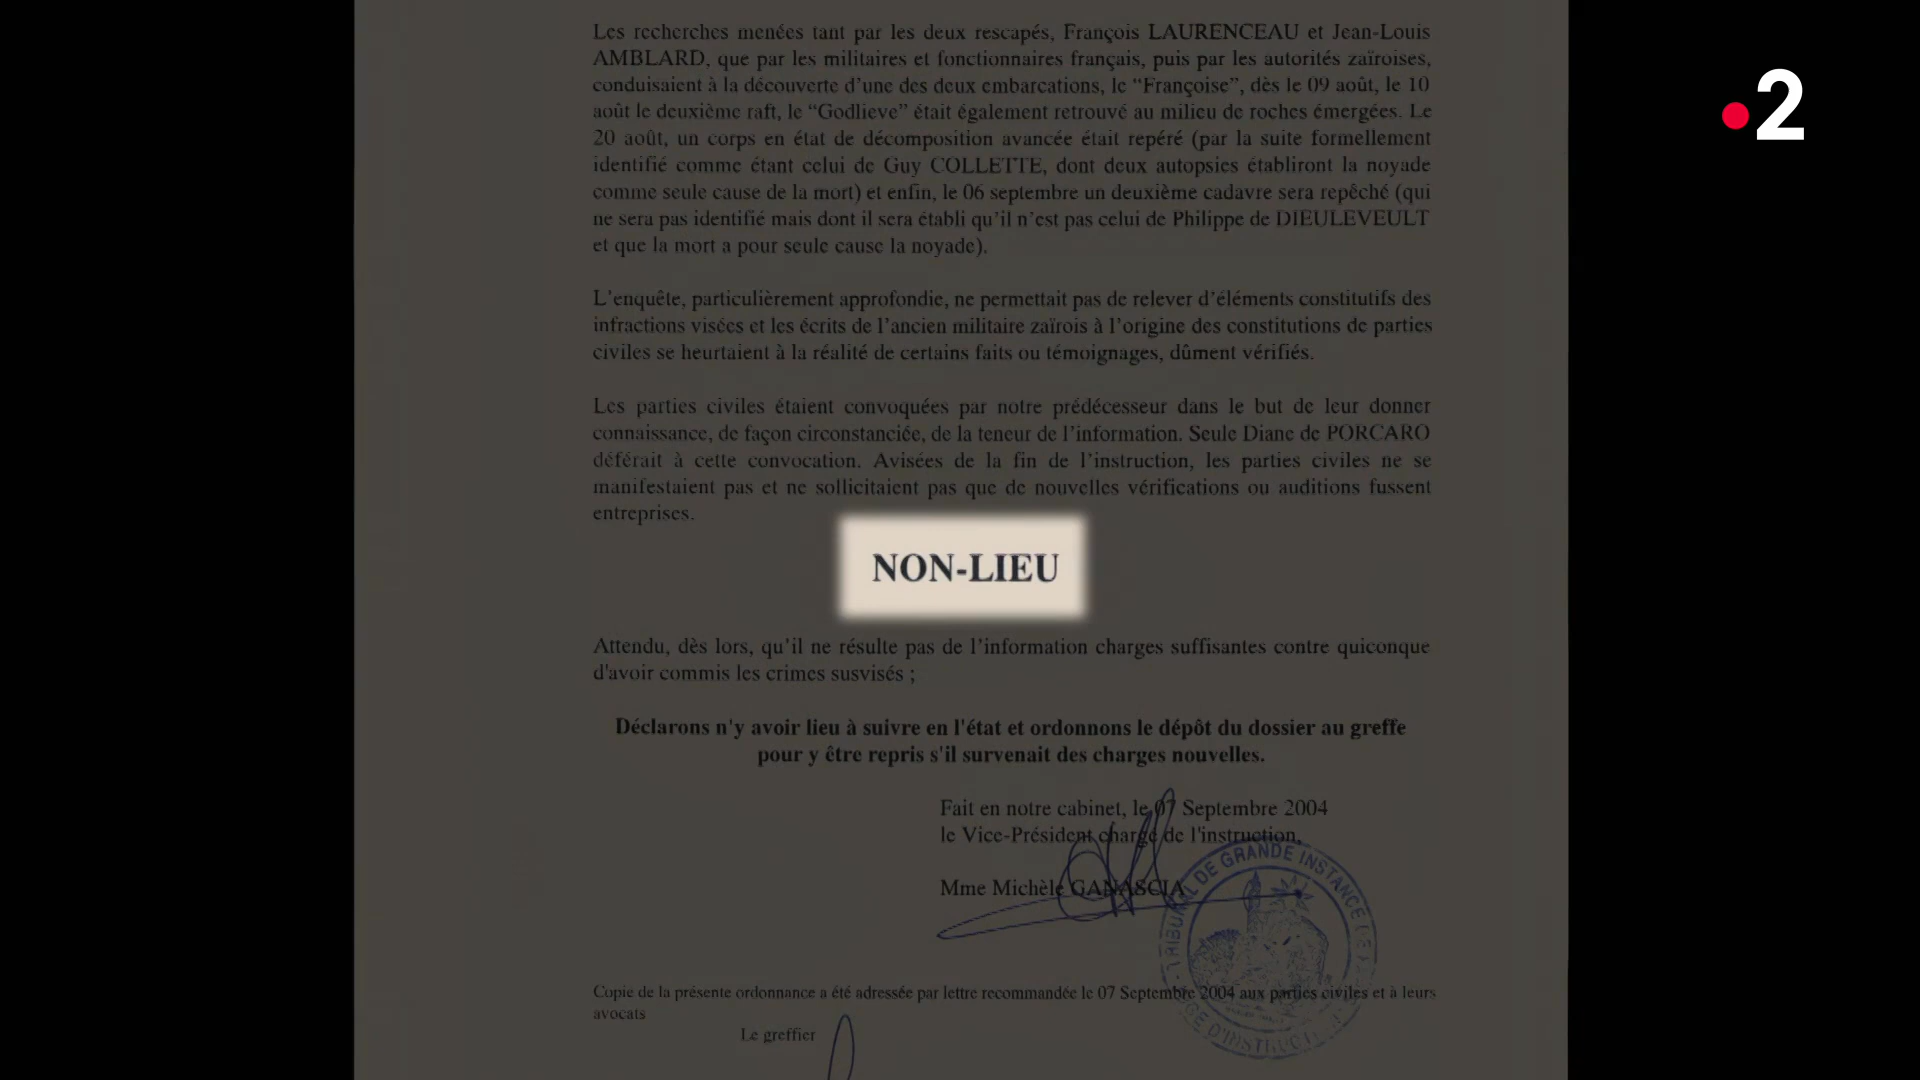 Les recherches menées tant par les deux rescapés, François LAURENCEAU et Jean-Louis
AMBLARD, que par les militaires et fonctionnaires français, puis par les autorités zaïroises,
conduisaient à la découverte d'une des deux embarcations, le “Françoise”, dès le 09 août, le 10
août le deuxième raft, le “Godlieve” était également retrouvé au milieu de roches émergées. Le
20 août, un corps en état de décomposition avancée était repéré (par la suite formellement
identifié comme étant celui de Guy COLLETTE, dont deux autopsies établiront la noyade
comme seule cause de la mort) et enfin, le 06 septembre un deuxième cadavre sera repêché (qui
ne sera pas identifié mais dont il sera établi qu'il n'est pas celui de Philippe de DIEULEVEULT
et que la mort a pour seule cause la noyade).
L'enquête, particulièrement approfondie, ne permettait pas de relever d'éléments constitutifs des
infractions visées et les écrits de l'ancien militaire zaïrois à l'origine des constitutions de parties
civiles se heurtaient à la réalité de certains faits ou témoignages, dûment vérifiés.
Les parties civiles étaient convoquées par notre prédécesseur dans le but de leur donner
connaissance, de façon circonstanciée, de la teneur de l'information. Seule Diane de PORCARO
déférait à cette convocation. Avisées de la fin de l'instruction, les parties civiles ne se
manifestaient pas et ne sollicitaient pas que de nouvelles vérifications ou auditions fussent
entreprises.
NON-LIEU
Attendu, dès lors, qu'il ne résulte pas de l'information charges suffisantes contre quiconque
d'avoir commis les crimes susvisés ;
Déclarons n'y avoir lieu à suivre en l'état et ordonnons le dépôt du dossier au greffe
pour y être repris s'il survenait des charges nouvelles.
Fait en notre cabinet, le 07 Septembre 2004
le Vice-Président chargé de l'instruction,
Mme Michèle GANASCIA
TRIBUNAL DE GRANDE INSTANCE DE
JUGE D'INSTRUCTION
Copie de la présente ordonnance a été adressée par lettre recommandée le 07 Septembre 2004 aux parties civiles et à leurs
avocats
Le greffier
2